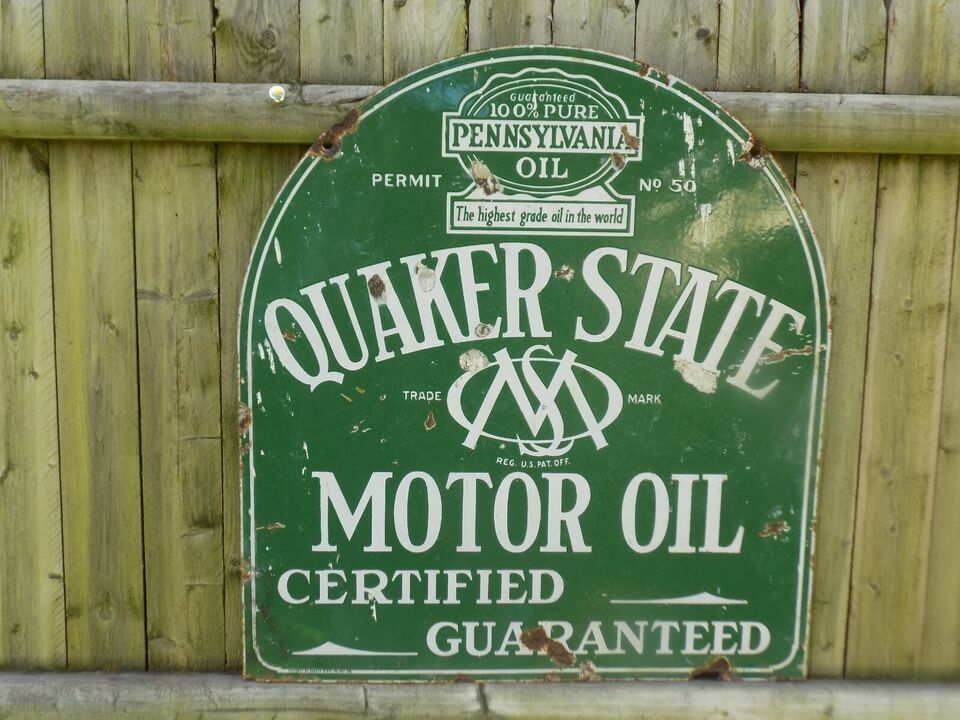 Guaranteed
100% PURE
PENNSYLVANIA
OIL
PERMIT Nº 50
The highest grade oil in the world
QUAKER STATE
TRADE MARK
REG. U.S. PAT. OFF.
MOTOR OIL
CERTIFIED
GUARANTEED